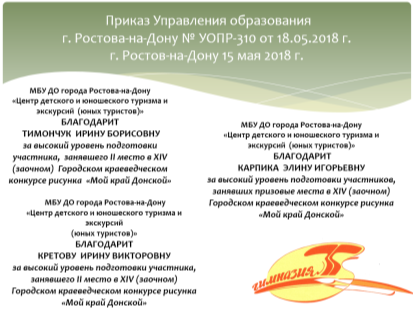 Приказ Управления образования
г. Ростова-на-Дону № УОПР-310 от 18.05.2018 г.
г. Ростов-на-Дону 15 мая 2018 г.
МБУ ДО города Ростова-на-Дону
«Центр детского и юношеского туризма и
экскурсий (юных туристов)»
БЛАГОДАРИТ
ТИМОНЧУК ИРИНУ БОРИСОВНУ
за высокий уровень подготовки
участника, занявшего II место в XIV
(заочном) Городском краеведческом
конкурсе рисунка «Мой край Донской»
МБУ ДО города Ростова-на-Дону
«Центр детского и юношеского туризма и
экскурсий
(юных туристов)»
БЛАГОДАРИТ
КРЕТОВУ ИРИНУ ВИКТОРОВНУ
за высокий уровень подготовки участника,
занявшего II место в XIV (заочном)
Городском краеведческом конкурсе рисунка
«Мой край Донской»
МБУ ДО города Ростова-на-Дону
«Центр детского и юношеского туризма и
экскурсий (юных туристов)»
БЛАГОДАРИТ
КАРПИКА ЭЛИНУ ИГОРЬЕВНУ
за высокий уровень подготовки участников,
занявших призовые места в XIV (заочном)
Городском краеведческом конкурсе рисунка
«Мой край Донской»
гимназия 35